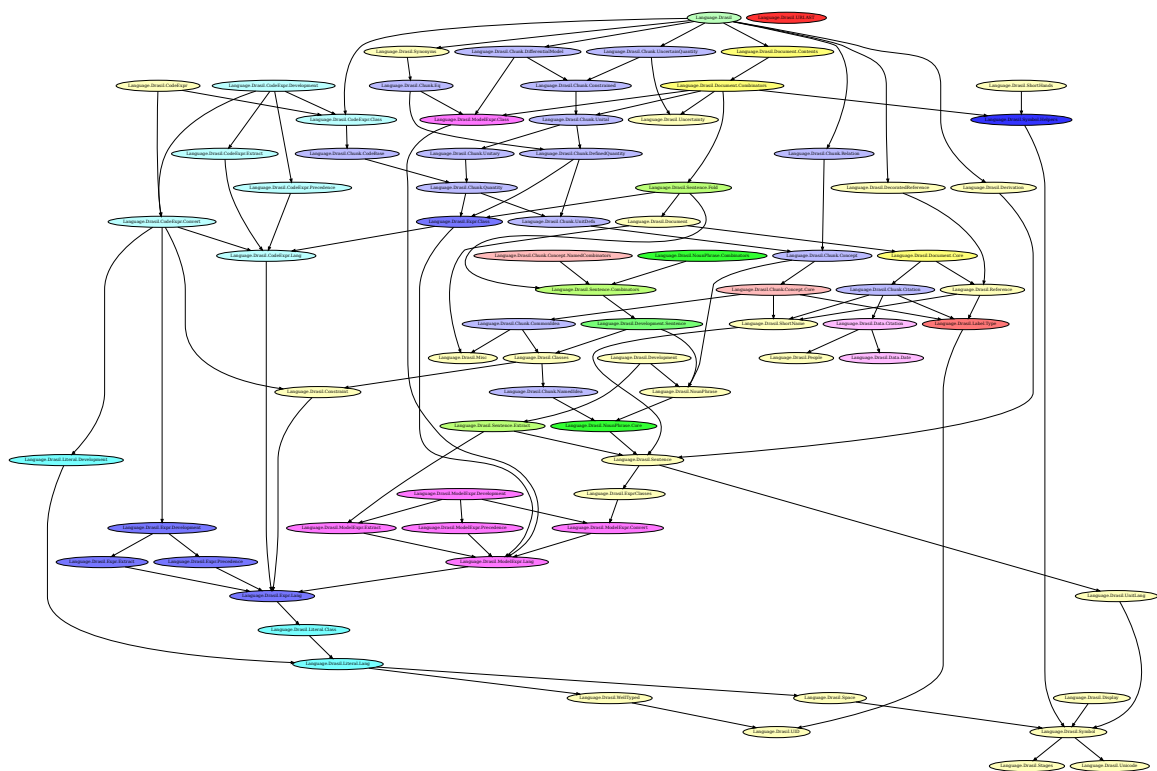 Language.Drasil
Language.Drasil.URI.AST
Language.Drasil.Synonym
Language.Drasil.Chunk.DifferentialModel
Language.Drasil.Chunk.UncertainQuantity
Language.Drasil.Document.Contents
Language.Drasil.CodeExpr
Language.Drasil.CodeExpr.Development
Language.Drasil.Chunk.Eq
Language.Drasil.Chunk.Constrained
Language.Drasil.Document.Combinators
Language.Drasil.ShortHands
Language.Drasil.CodeExpr.Class
Language.Drasil.ModelExpr.Class
Language.Drasil.Chunk.Unital
Language.Drasil.Uncertainty
Language.Drasil.Symbol.Helpers
Language.Drasil.CodeExpr.Extract
Language.Drasil.Chunk.CodeBase
Language.Drasil.Chunk.Unitary
Language.Drasil.Chunk.DefinedQuantity
Language.Drasil.Chunk.Relation
Language.Drasil.CodeExpr.Precedence
Language.Drasil.Chunk.Quantity
Language.Drasil.Sentence.Fold
Language.Drasil.DecoratedReference
Language.Drasil.Derivation
Language.Drasil.CodeExpr.Convert
Language.Drasil.Expr.Class
Language.Drasil.Chunk.UnitDefn
Language.Drasil.Document
Language.Drasil.CodeExpr.Lang
Language.Drasil.Chunk.Concept.NamedCombinators
Language.Drasil.NounPhrase.Combinators
Language.Drasil.Chunk.Concept
Language.Drasil.Document.Core
Language.Drasil.Sentence.Combinators
Language.Drasil.Chunk.Concept.Core
Language.Drasil.Chunk.Citation
Language.Drasil.Reference
Language.Drasil.Chunk.CommonIdea
Language.Drasil.Development.Sentence
Language.Drasil.ShortName
Language.Drasil.Data.Citation
Language.Drasil.Label.Type
Language.Drasil.Misc
Language.Drasil.Classes
Language.Drasil.Development
Language.Drasil.People
Language.Drasil.Data.Date
Language.Drasil.Constraint
Language.Drasil.Chunk.NamedIdea
Language.Drasil.NounPhrase
Language.Drasil.Sentence.Extract
Language.Drasil.NounPhrase.Core
Language.Drasil.Literal.Development
Language.Drasil.Sentence
Language.Drasil.ModelExpr.Development
Language.Drasil.ExprClasses
Language.Drasil.Expr.Development
Language.Drasil.ModelExpr.Extract
Language.Drasil.ModelExpr.Precedence
Language.Drasil.ModelExpr.Convert
Language.Drasil.Expr.Extract
Language.Drasil.Expr.Precedence
Language.Drasil.ModelExpr.Lang
Language.Drasil.Expr.Lang
Language.Drasil.UnitLang
Language.Drasil.Literal.Class
Language.Drasil.Literal.Lang
Language.Drasil.WellTyped
Language.Drasil.Space
Language.Drasil.Display
Language.Drasil.UID
Language.Drasil.Symbol
Language.Drasil.Stages
Language.Drasil.Unicode